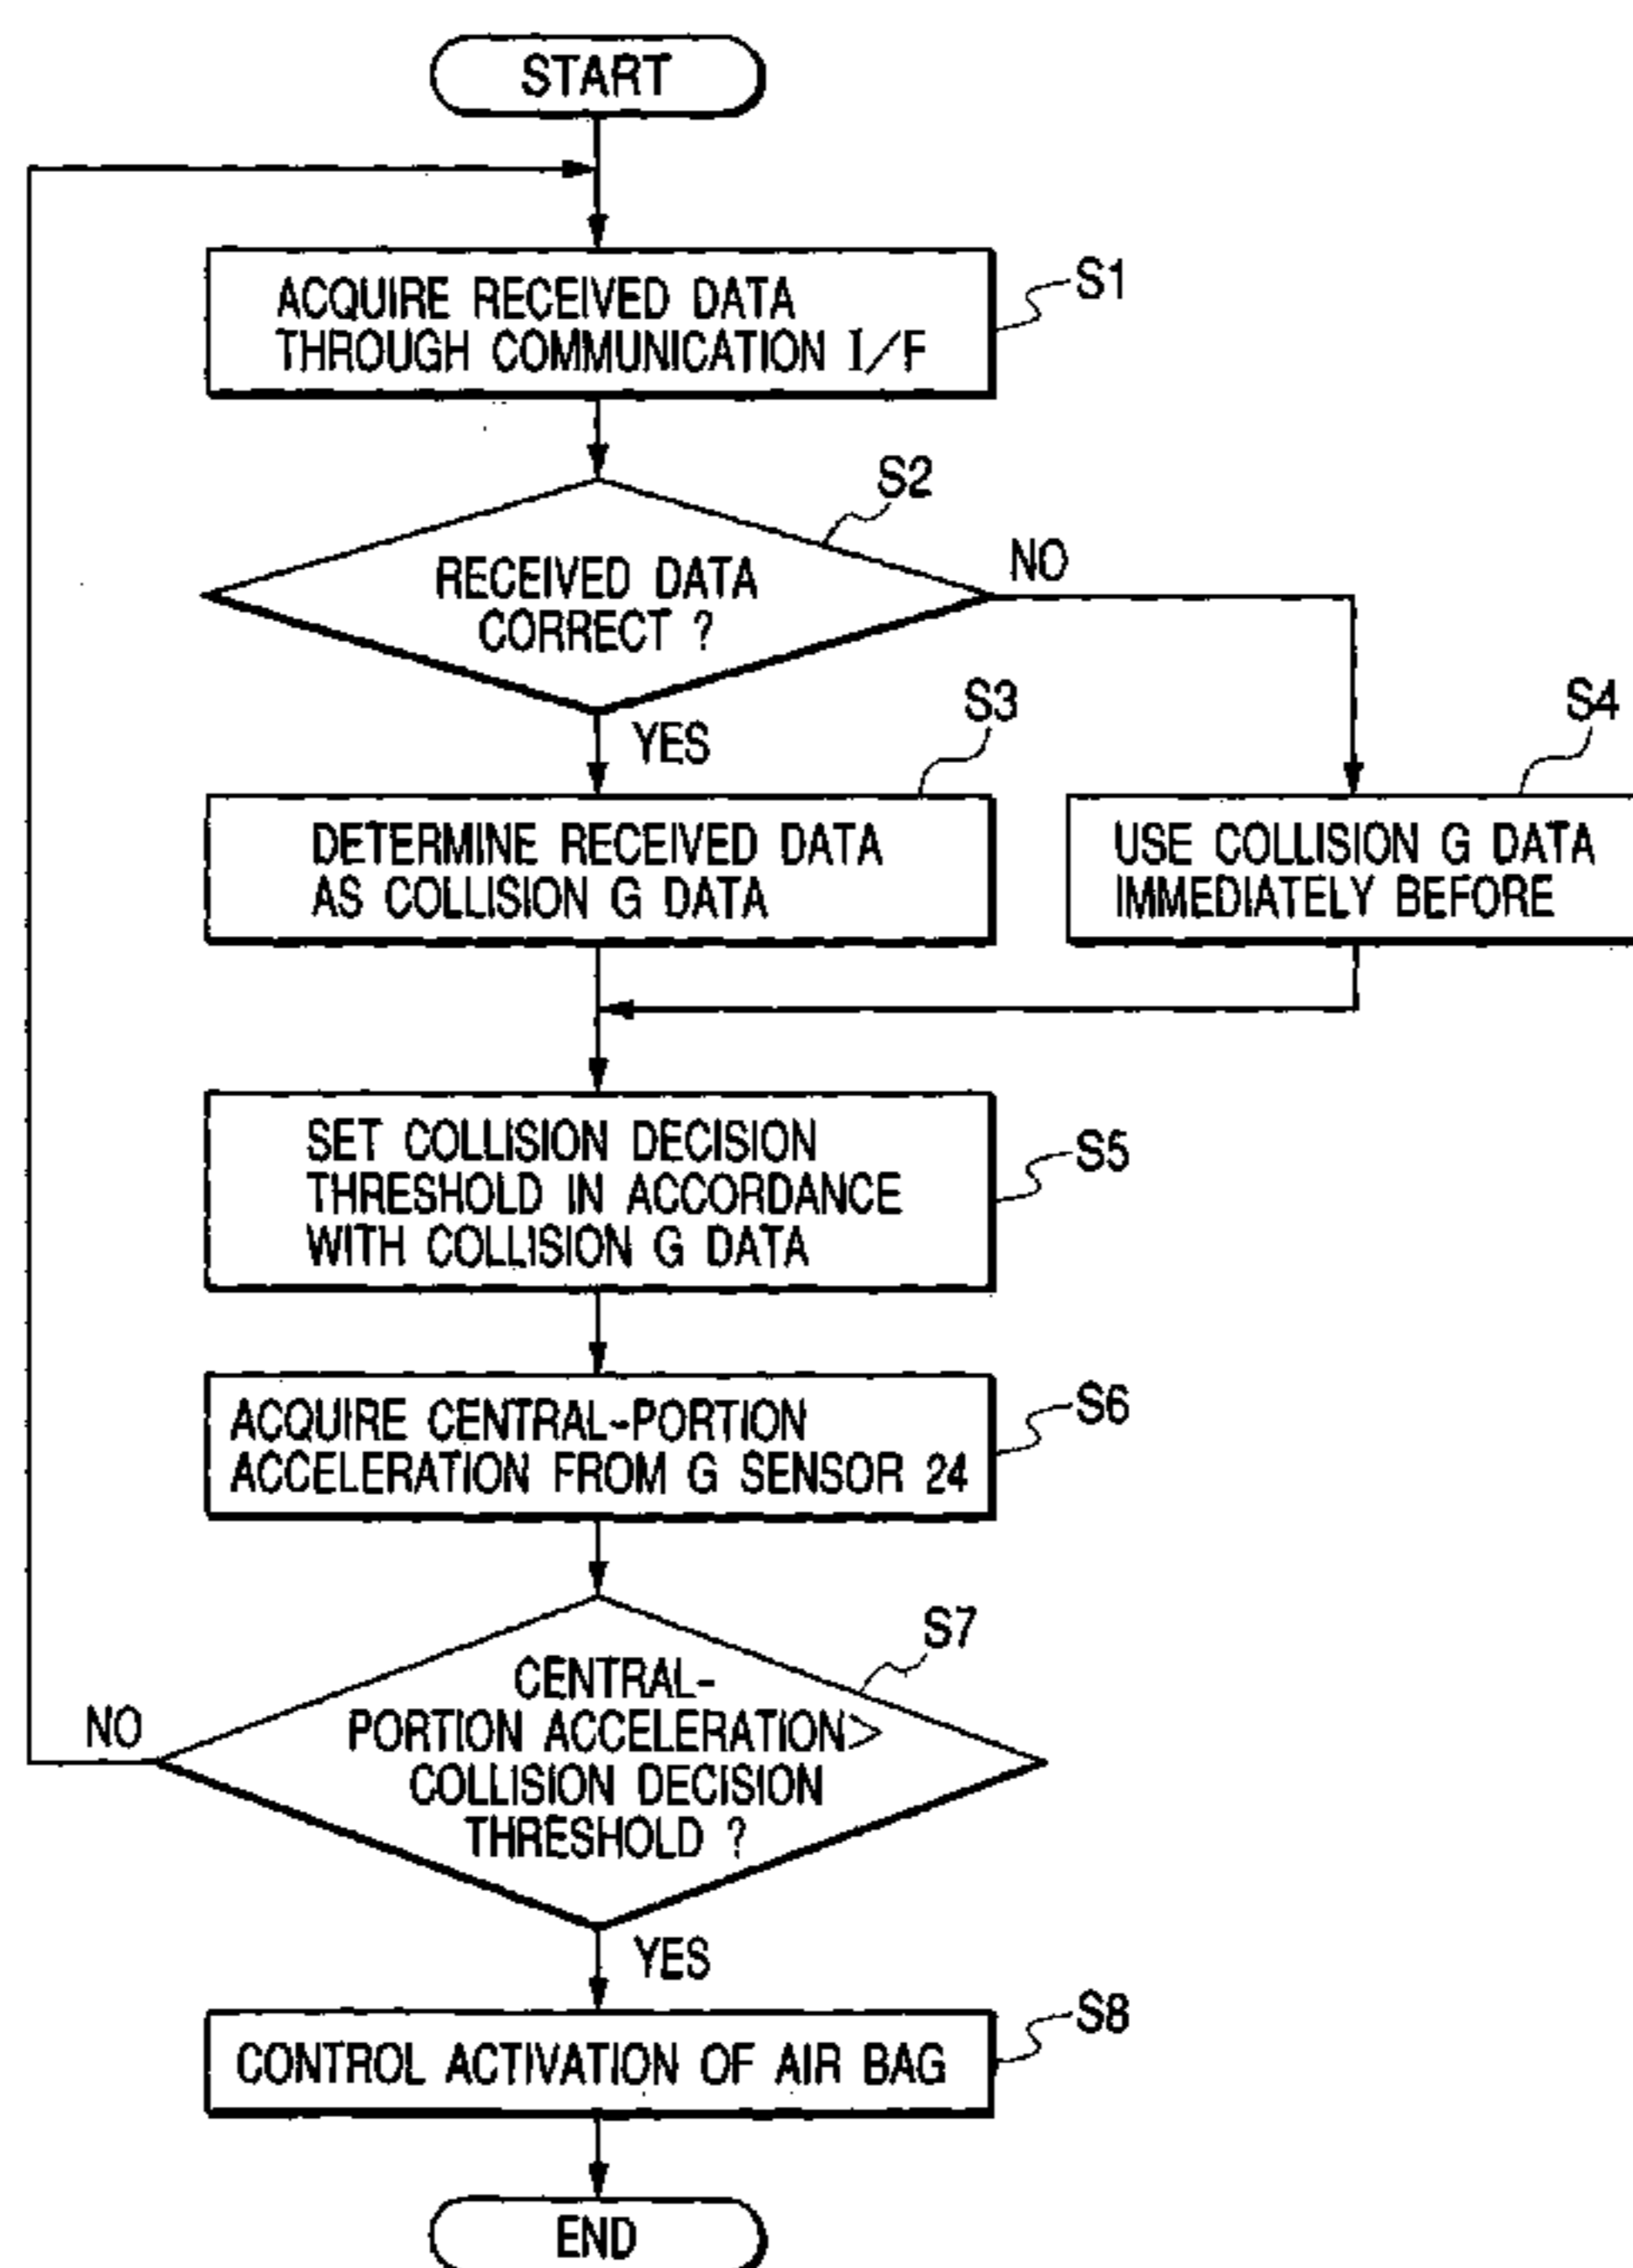 START
ACQUIRE RECEIVED DATA
THROUGH COMMUNICATION I/F
S1
S2
RECEIVED DATA
CORRECT ?
NO
YES
S3
DETERMINE RECEIVED DATA
AS COLLISION G DATA
S4
USE COLLISION G DATA
IMMEDIATELY BEFORE
SET COLLISION DECISION
THRESHOLD IN ACCORDANCE
WITH COLLISION G DATA
S5
ACQUIRE CENTRAL-PORTION
ACCELERATION FROM G SENSOR 24
S6
S7
CENTRAL-
PORTION ACCELERATION>
COLLISION DECISION
THRESHOLD ?
NO
YES
CONTROL ACTIVATION OF AIR BAG
S8
END